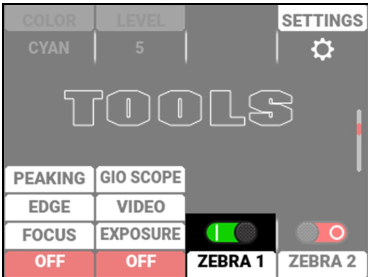 COLOR LEVEL SETTINGS
CYAN 5
TOOLS
PEAKING GIO SCOPE
EDGE VIDEO
FOCUS EXPOSURE
OFF OFF ZEBRA 1 ZEBRA 2